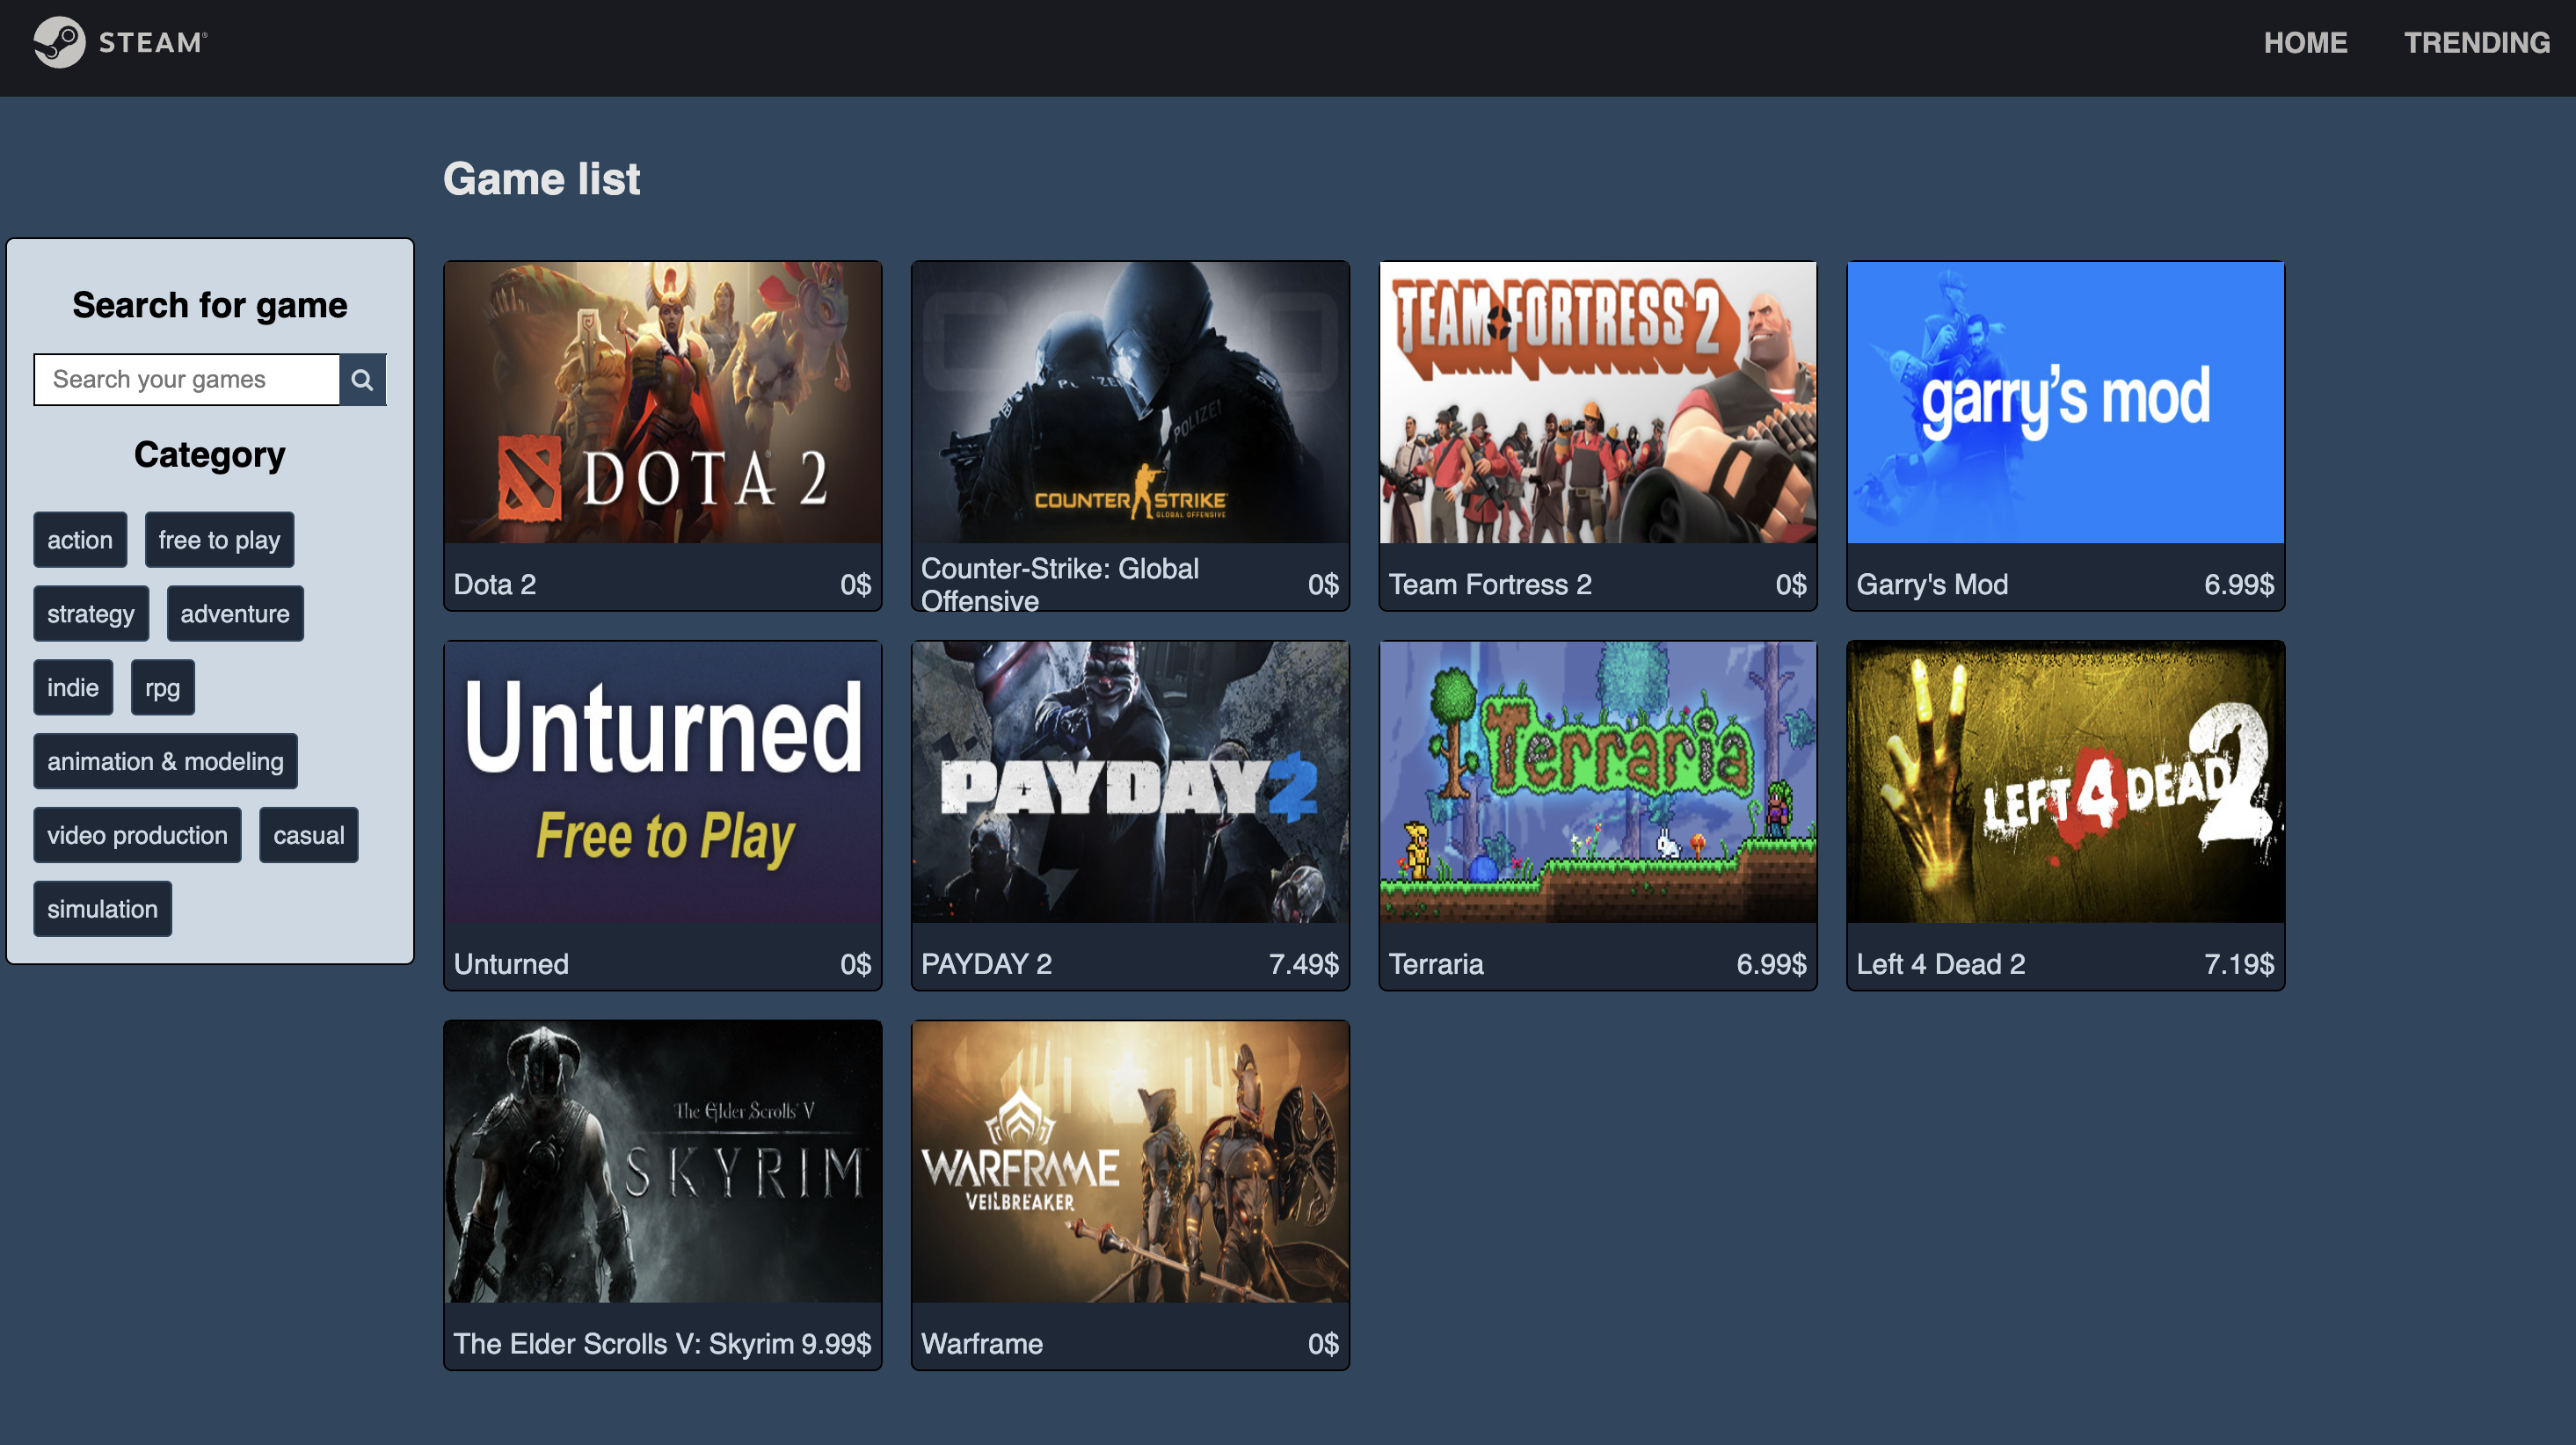 STEAM®
HOME TRENDING
Game list
Search for game
Search your games
Category
action free to play
strategy adventure
indie rpg
animation & modeling
video production casual
simulation
DOTA 2
Dota 2 0$
POLIZEI
COUNTER STRIKE
GLOBAL OFFENSIVE
Counter-Strike: Global
Offensive 0$
TEAM FORTRESS 2
Team Fortress 2 0$
garry's mod
Garry's Mod 6.99$
Unturned
Free to Play
Unturned 0$
PAYDAY 2
PAYDAY 2 7.49$
Terraria
Terraria 6.99$
LEFT 4 DEAD 2
Left 4 Dead 2 7.19$
The Elder Scrolls V
SKYRIM
The Elder Scrolls V: Skyrim 9.99$
WARFRAME
VEILBREAKER
Warframe 0$